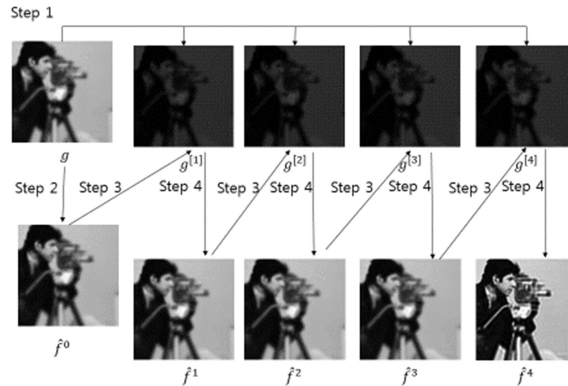 Step 1
g g^[1] g^[2] g^[3] g^[4]
Step 2 Step 3 Step 4 Step 3 Step 4 Step 3 Step 4 Step 3 Step 4
f̂⁰
f̂¹ f̂² f̂³ f̂⁴